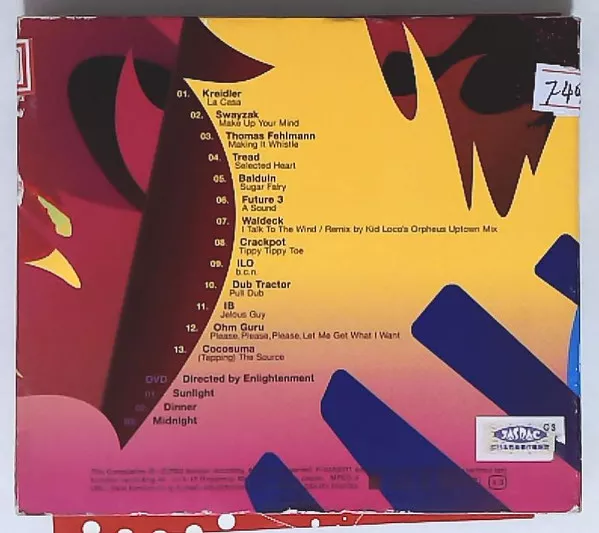 01. Kreidler
La Casa
02. Swayzak
Make Up Your Mind
03. Thomas Fehlmann
Making It Whistle
04. Tread
Selected Heart
05. Balduin
Sugar Fairy
06. Future 3
A Sound
07. Waldeck
I Talk To The Wind / Remix by Kid Loco's Orpheus Uptown Mix
08. Crackpot
Tippy Tippy Toe
09. ILO
b.c.n.
10. Dub Tractor
Pull Dub
11. IB
Jelous Guy
12. Ohm Guru
Please, Please, Please, Let Me Get What I Want
13. Cocosuma
(Tapping) The Source
DVD Directed by Enlightenment
01. Sunlight
02. Dinner
03. Midnight
JASRAC